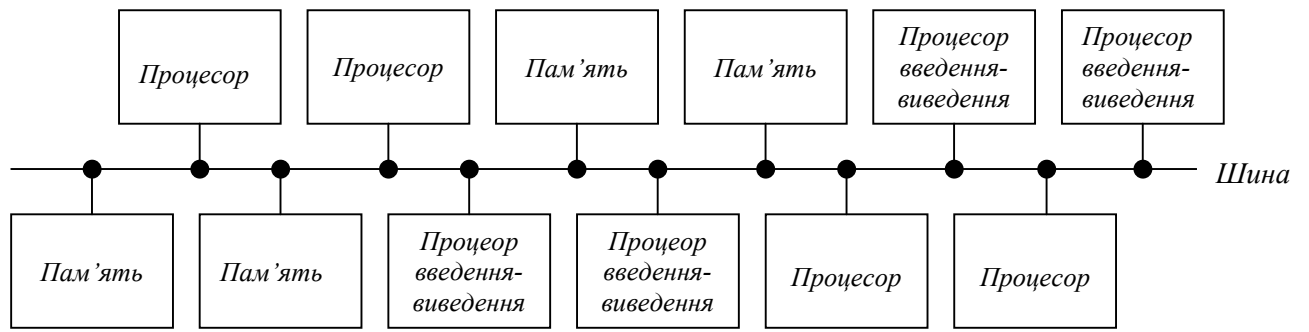 Процесор
Процесор
Пам’ять
Пам’ять
Процесор
введення-
виведення
Процесор
введення-
виведення
Шина
Пам’ять
Пам’ять
Процеор
введення-
виведення
Процеор
введення-
виведення
Процесор
Процесор